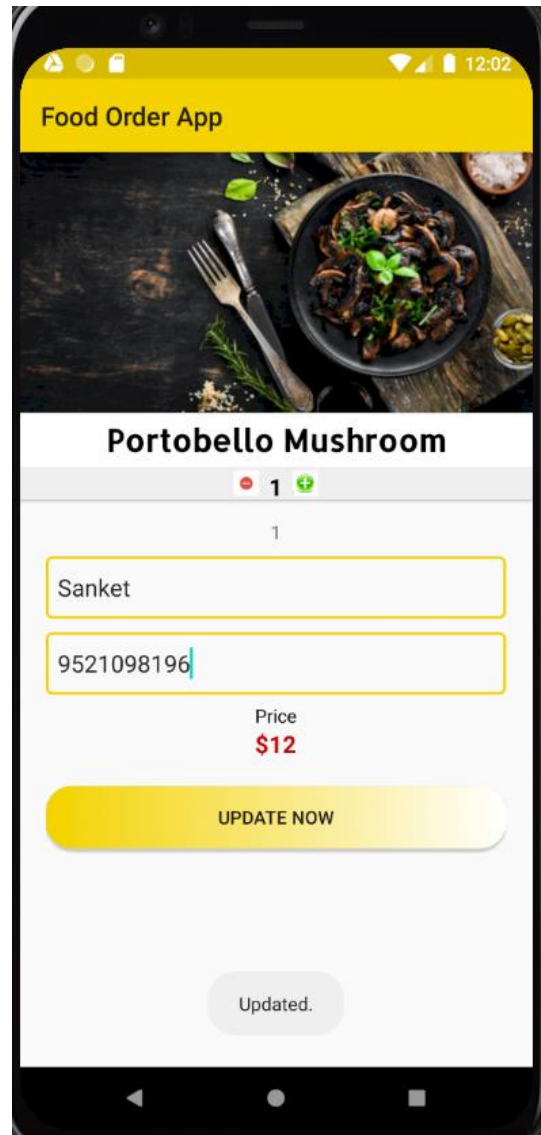 12:02
Food Order App
Portobello Mushroom
1
1
Sanket
9521098196
Price
$12
UPDATE NOW
Updated.